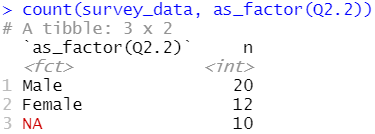 > count(survey_data, as_factor(Q2.2))
# A tibble: 3 x 2
`as_factor(Q2.2)` n
<fct> <int>
1 Male 20
2 Female 12
3 NA 10